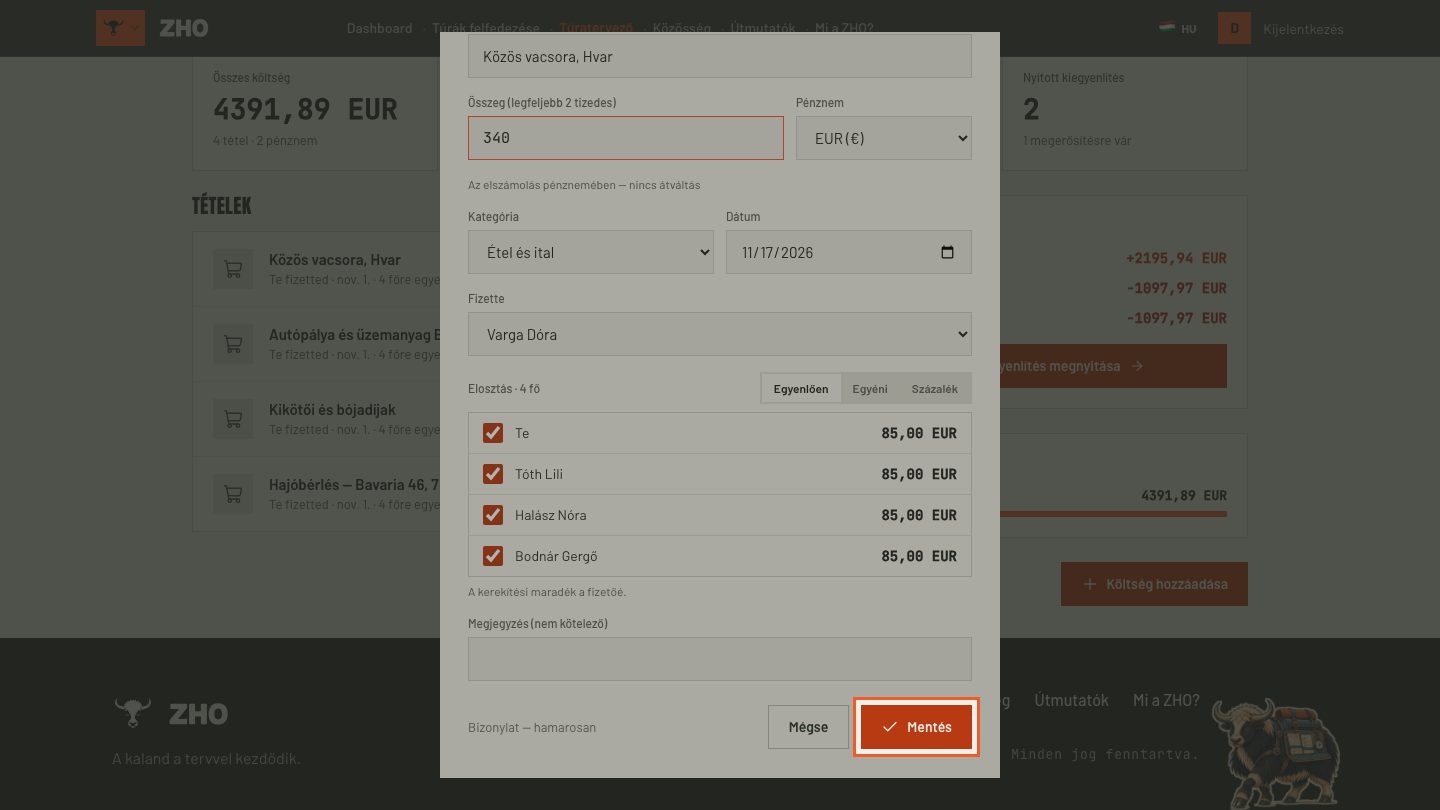 ZHO
Dashboard · Túrák felfedezése · Túratervező · Közösség · Útmutatók · Mi a ZHO?
HU
D
Kijelentkezés
Összes költség
4391,89 EUR
4 tétel · 2 pénznem
Nyitott kiegyenlítés
2
1 megerősítésre vár
TÉTELEK
Közös vacsora, Hvar
Te fizetted · nov. 1. · 4 főre egye
Autópálya és üzemanyag B
Te fizetted · nov. 1. · 4 főre egye
Kikötői és bójadíjak
Te fizetted · nov. 1. · 4 főre egye
Hajóbérlés — Bavaria 46, 7
Te fizetted · nov. 1. · 4 főre egye
Közös vacsora, Hvar
Összeg (legfeljebb 2 tizedes)
Pénznem
340
EUR (€)
Az elszámolás pénznemében — nincs átváltás
Kategória
Dátum
Étel és ital
11/17/2026
Fizette
Varga Dóra
Elosztás · 4 fő
Egyenlően
Egyéni
Százalék
Te
85,00 EUR
Tóth Lili
85,00 EUR
Halász Nóra
85,00 EUR
Bodnár Gergő
85,00 EUR
A kerekítési maradék a fizetőé.
Megjegyzés (nem kötelező)
Bizonylat — hamarosan
Mégse
Mentés
+2195,94 EUR
-1097,97 EUR
-1097,97 EUR
yenlítés megnyitása
4391,89 EUR
Költség hozzáadása
ZHO
A kaland a tervvel kezdődik.
g
Útmutatók
Mi a ZHO?
Minden jog fenntartva.